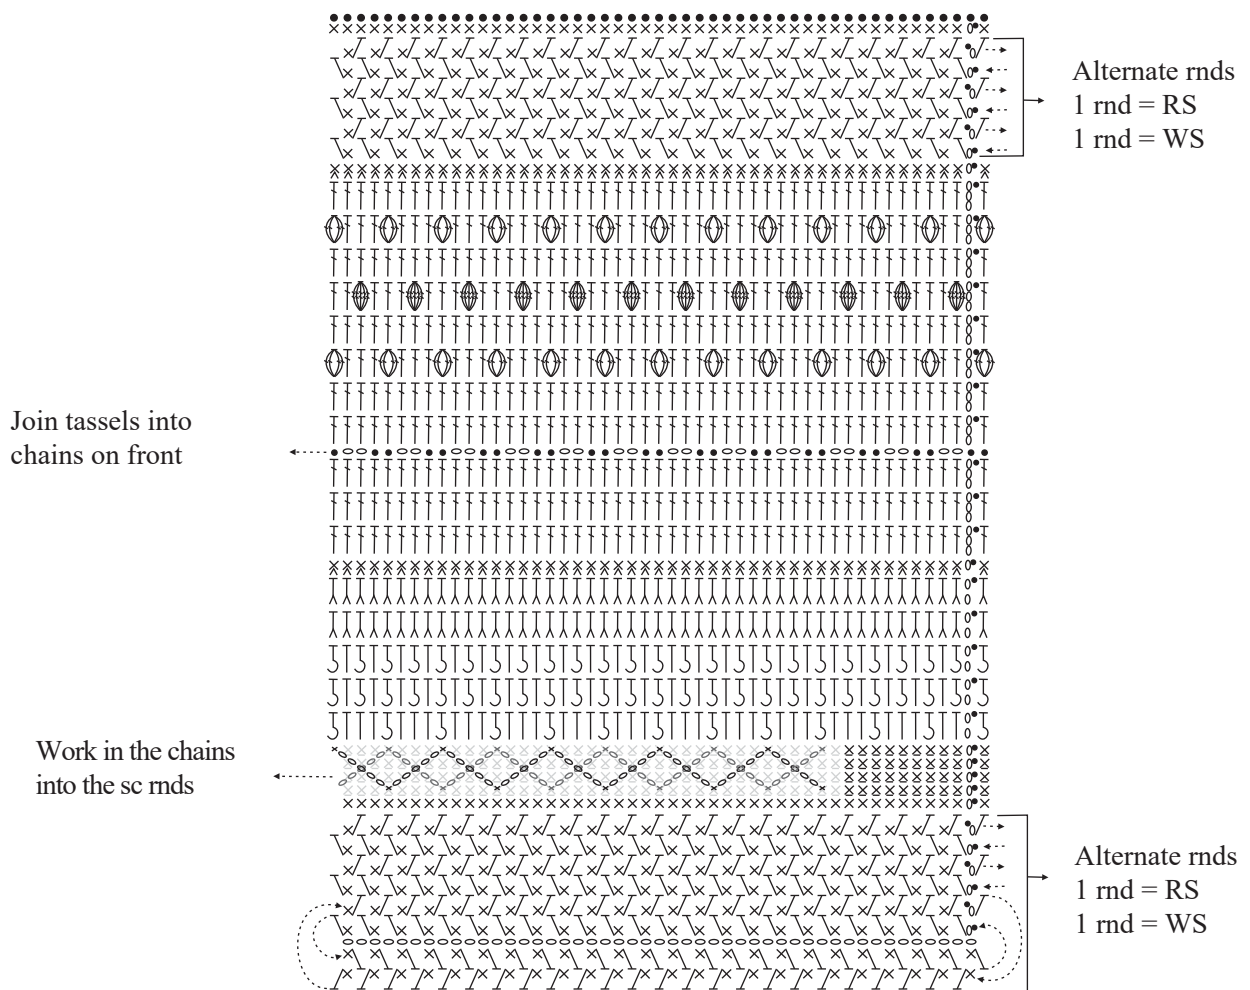 Alternate rnds
1 rnd = RS
1 rnd = WS
Join tassels into
chains on front
Work in the chains
into the sc rnds
Alternate rnds
1 rnd = RS
1 rnd = WS